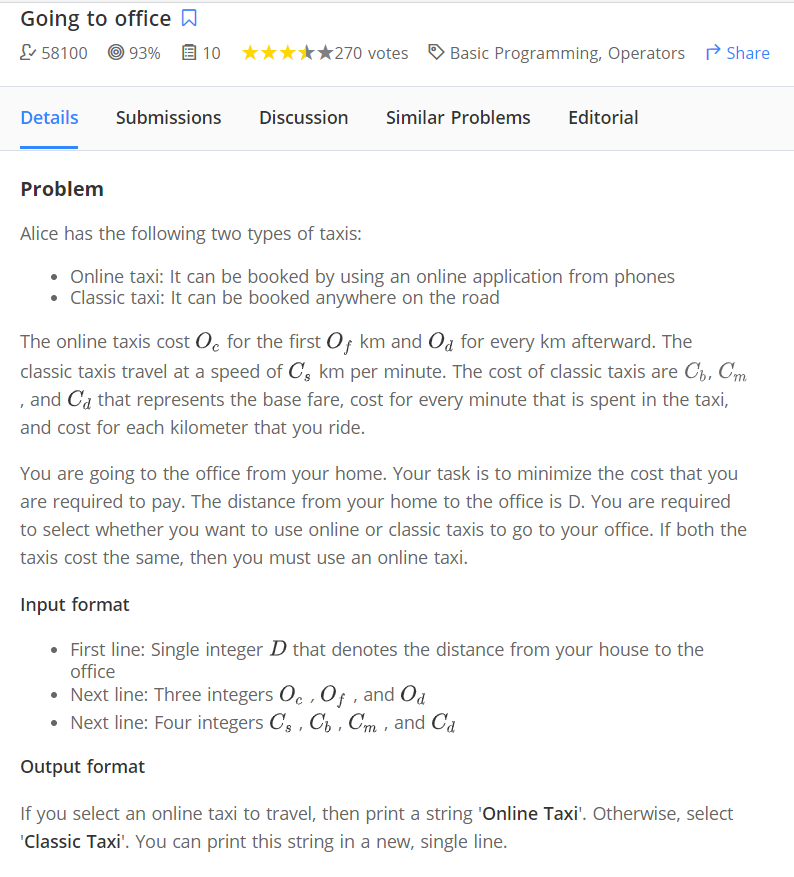 Going to office
58100 93% 10 270 votes Basic Programming, Operators Share
Details Submissions Discussion Similar Problems Editorial
Problem
Alice has the following two types of taxis:
• Online taxi: It can be booked by using an online application from phones
• Classic taxi: It can be booked anywhere on the road
The online taxis cost O_c for the first O_f km and O_d for every km afterward. The
classic taxis travel at a speed of C_s km per minute. The cost of classic taxis are C_b, C_m
, and C_d that represents the base fare, cost for every minute that is spent in the taxi,
and cost for each kilometer that you ride.
You are going to the office from your home. Your task is to minimize the cost that you
are required to pay. The distance from your home to the office is D. You are required
to select whether you want to use online or classic taxis to go to your office. If both the
taxis cost the same, then you must use an online taxi.
Input format
• First line: Single integer D that denotes the distance from your house to the
office
• Next line: Three integers O_c , O_f , and O_d
• Next line: Four integers C_s , C_b , C_m , and C_d
Output format
If you select an online taxi to travel, then print a string 'Online Taxi'. Otherwise, select
'Classic Taxi'. You can print this string in a new, single line.